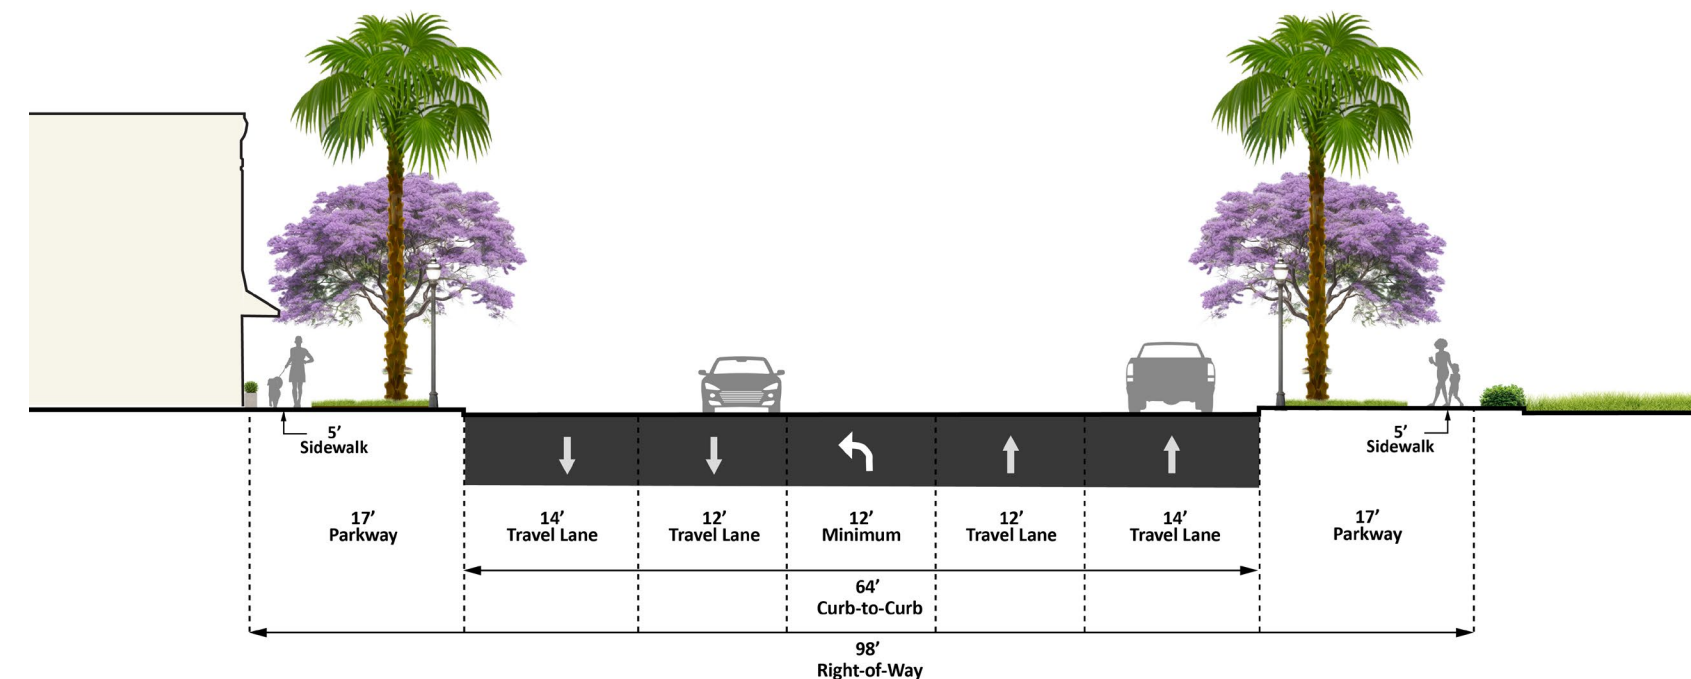 5’
Sidewalk
5’
Sidewalk
17’
Parkway
14’
Travel Lane
12’
Travel Lane
12’
Minimum
12’
Travel Lane
14’
Travel Lane
17’
Parkway
64’
Curb-to-Curb
98’
Right-of-Way